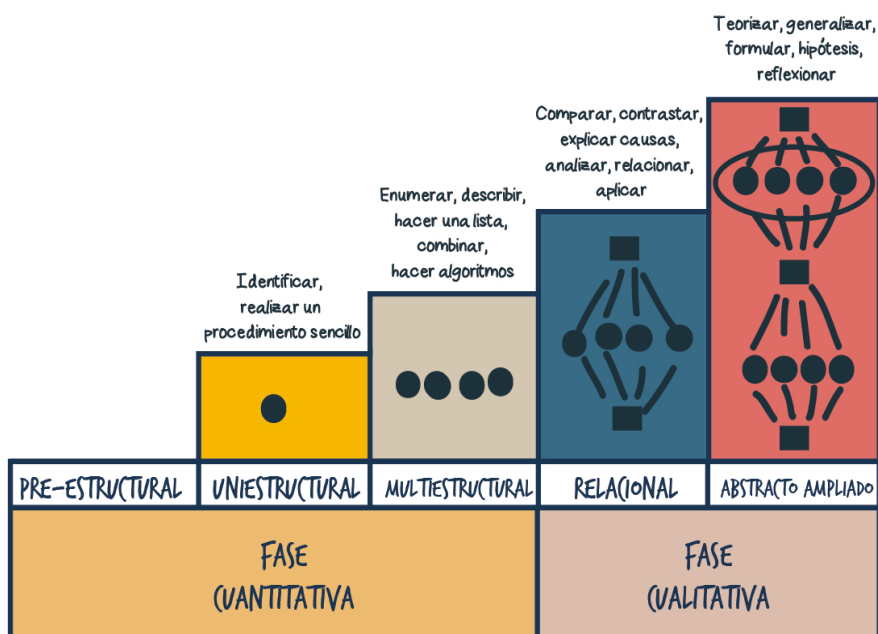 Teorizar, generalizar,
formular, hipótesis,
reflexionar
Comparar, contrastar,
explicar causas,
analizar, relacionar,
aplicar
Enumerar, describir,
hacer una lista,
combinar,
hacer algoritmos
Identificar,
realizar un
procedimiento sencillo
PRE-ESTRUCTURAL
UNIESTRUCTURAL
MULTIESTRUCTURAL
RELACIONAL
ABSTRACTO AMPLIADO
FASE
CUANTITATIVA
FASE
CUALITATIVA